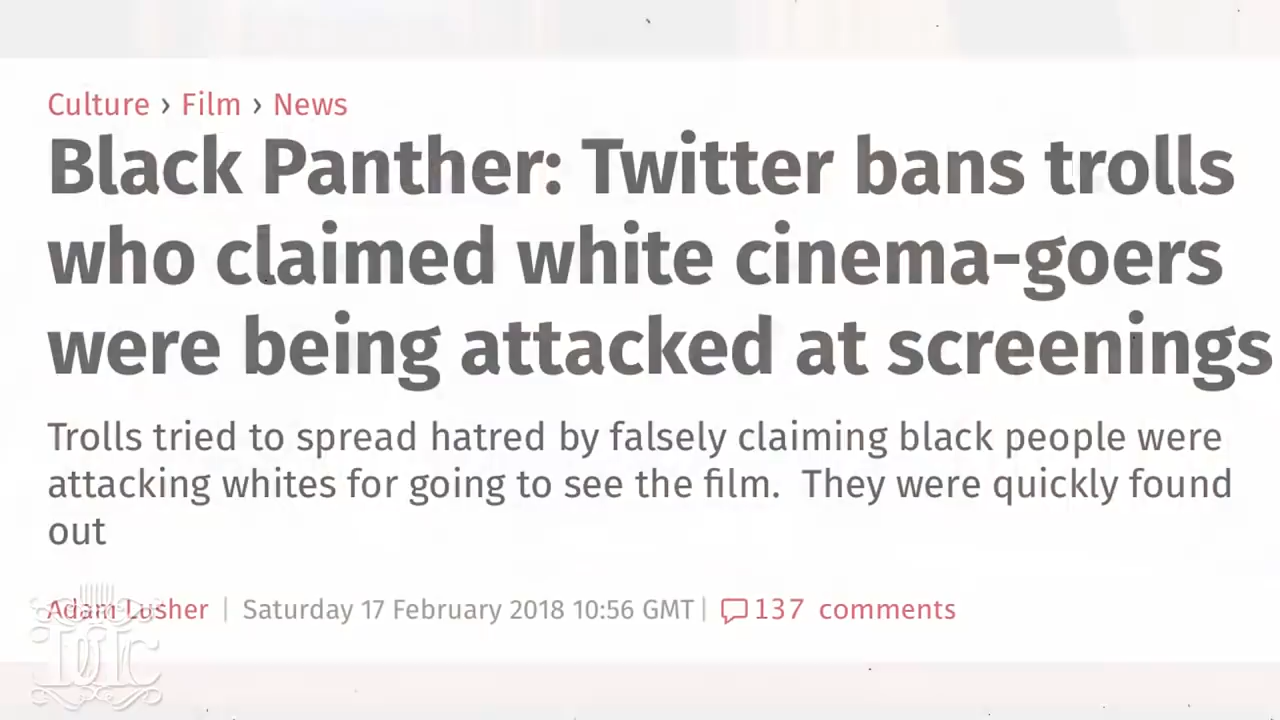 Culture › Film › News
Black Panther: Twitter bans trolls
who claimed white cinema-goers
were being attacked at screenings
Trolls tried to spread hatred by falsely claiming black people were
attacking whites for going to see the film. They were quickly found
out
Adam Lusher | Saturday 17 February 2018 10:56 GMT | 137 comments